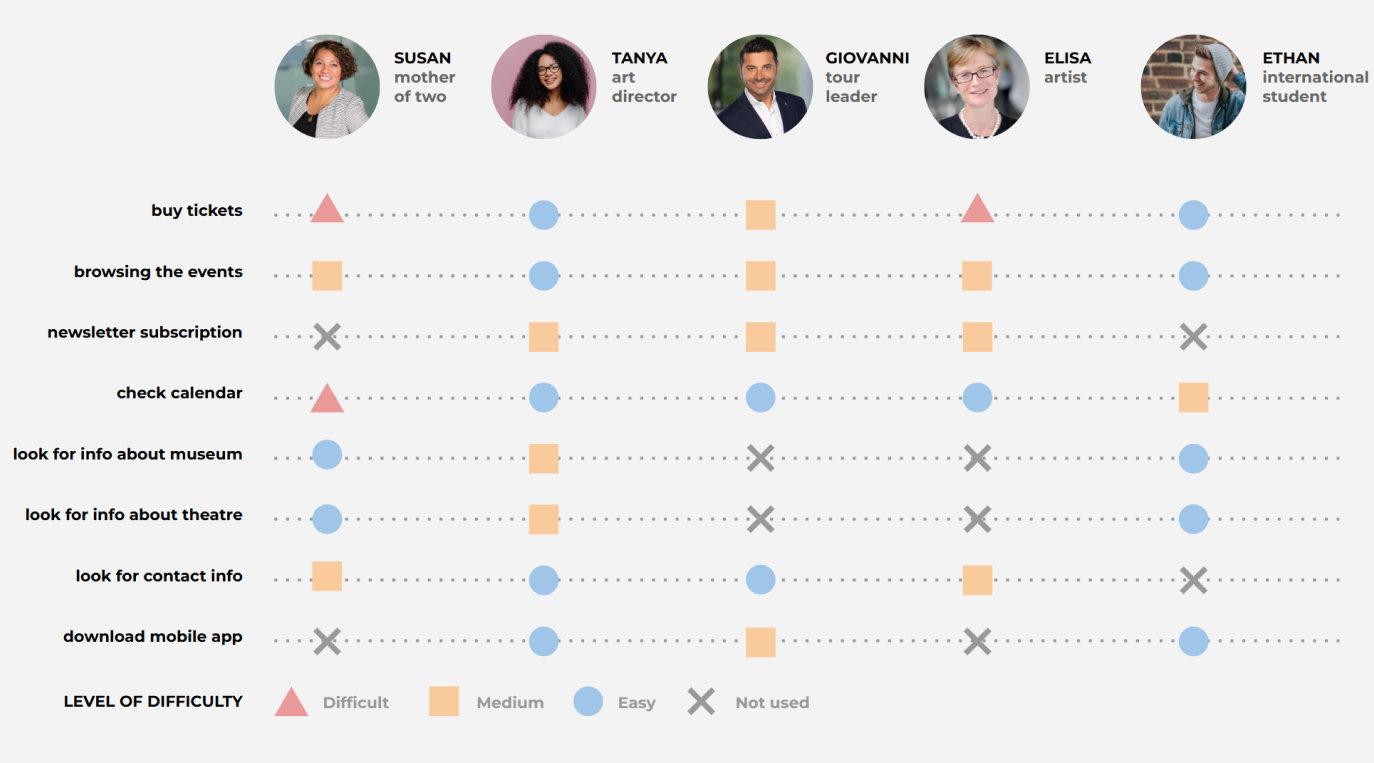 SUSAN
mother
of two
TANYA
art
director
GIOVANNI
tour
leader
ELISA
artist
ETHAN
international
student
buy tickets
browsing the events
newsletter subscription
check calendar
look for info about museum
look for info about theatre
look for contact info
download mobile app
LEVEL OF DIFFICULTY Difficult Medium Easy Not used